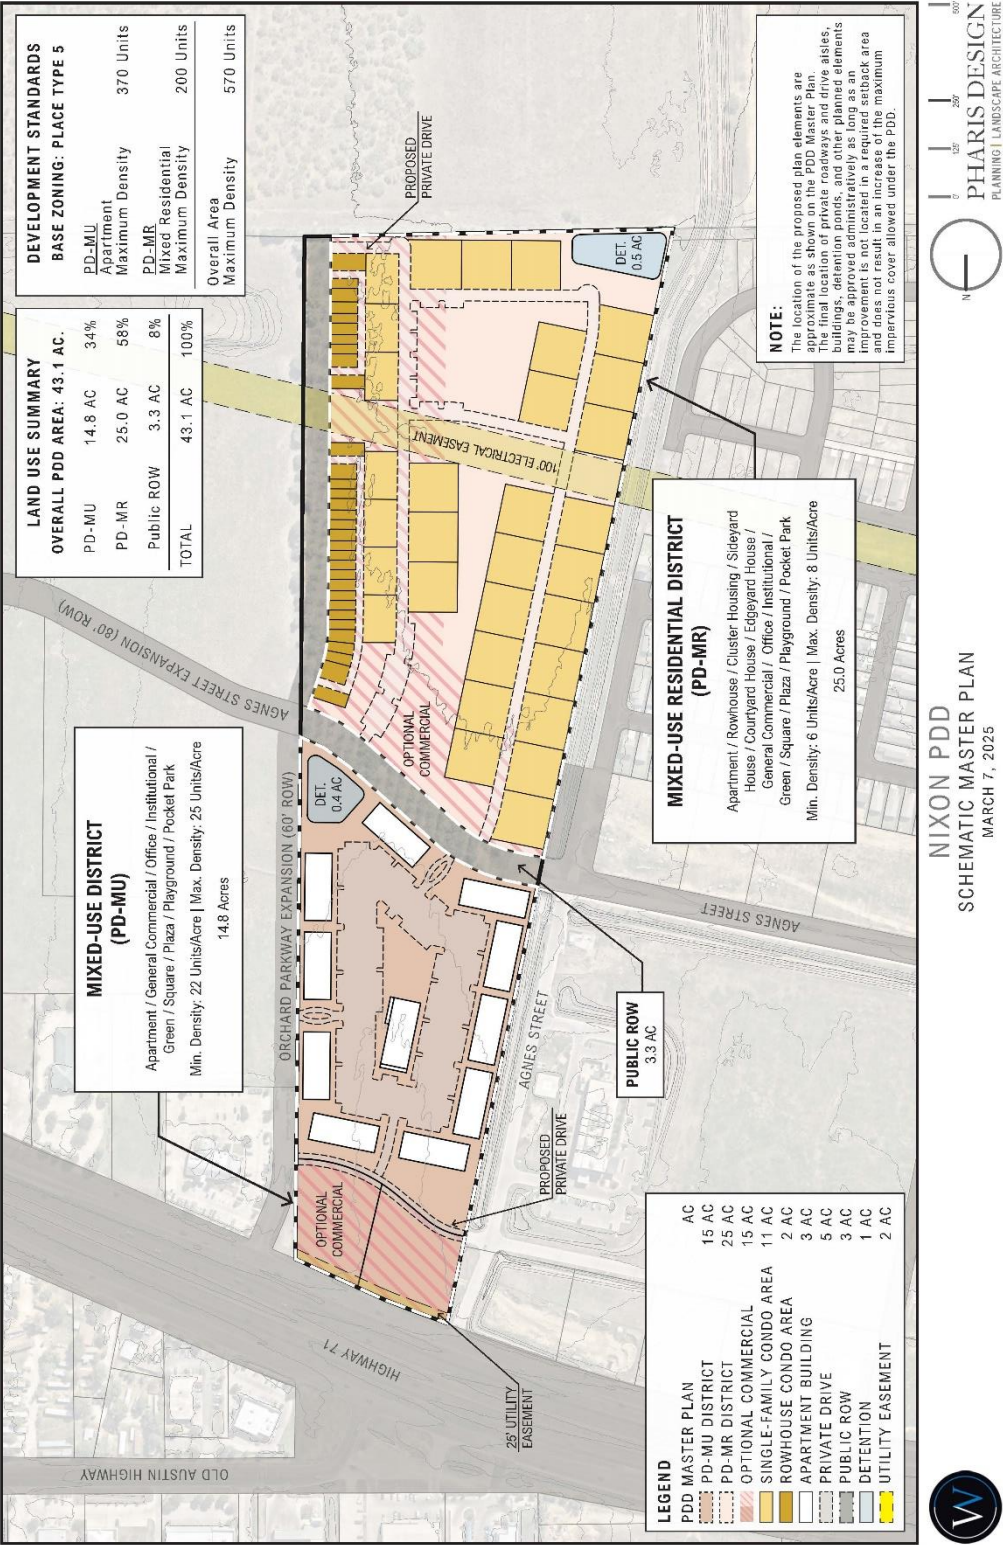 LAND USE SUMMARY
OVERALL PDD AREA: 43.1 AC.
PD-MU 14.8 AC 34%
PD-MR 25.0 AC 58%
Public ROW 3.3 AC 8%
TOTAL 43.1 AC 100%
DEVELOPMENT STANDARDS
BASE ZONING: PLACE TYPE 5
PD-MU
Apartment
Maximum Density 370 Units
PD-MR
Mixed Residential
Maximum Density 200 Units
Overall Area
Maximum Density 570 Units
MIXED-USE DISTRICT
(PD-MU)
Apartment / General Commercial / Office / Institutional /
Green / Square / Plaza / Playground / Pocket Park
Min. Density: 22 Units/Acre | Max. Density: 25 Units/Acre
14.8 Acres
AGNES STREET EXPANSION (80' ROW)
ORCHARD PARKWAY EXPANSION (60' ROW)
PROPOSED
PRIVATE DRIVE
OLD AUSTIN HIGHWAY
HIGHWAY 71
25' UTILITY
EASEMENT
OPTIONAL
COMMERCIAL
PROPOSED
PRIVATE DRIVE
DET.
0.4 AC
OPTIONAL
COMMERCIAL
100' ELECTRICAL EASEMENT
DET.
0.5 AC
AGNES STREET
PUBLIC ROW
3.3 AC
AGNES STREET
MIXED-USE RESIDENTIAL DISTRICT
(PD-MR)
Apartment / Rowhouse / Cluster Housing / Sideyard
House / Courtyard House / Edgeyard House /
General Commercial / Office / Institutional /
Green / Square / Plaza / Playground / Pocket Park
Min. Density: 6 Units/Acre | Max. Density: 8 Units/Acre
25.0 Acres
NOTE:
The location of the proposed plan elements are
approximate as shown on the PDD Master Plan.
The final location of private roadways and drive aisles,
buildings, detention ponds, and other planned elements
may be approved administratively as long as an
improvement is not located in a required setback area
and does not result in an increase of the maximum
impervious cover allowed under the PDD.
LEGEND
PDD MASTER PLAN AC
PD-MU DISTRICT 15 AC
PD-MR DISTRICT 25 AC
OPTIONAL COMMERCIAL 15 AC
SINGLE-FAMILY CONDO AREA 11 AC
ROWHOUSE CONDO AREA 2 AC
APARTMENT BUILDING 3 AC
PRIVATE DRIVE 5 AC
PUBLIC ROW 3 AC
DETENTION 1 AC
UTILITY EASEMENT 2 AC
W
NIXON PDD
SCHEMATIC MASTER PLAN
MARCH 7, 2025
N
0' 125' 250' 500'
PHARIS DESIGN
PLANNING | LANDSCAPE ARCHITECTURE